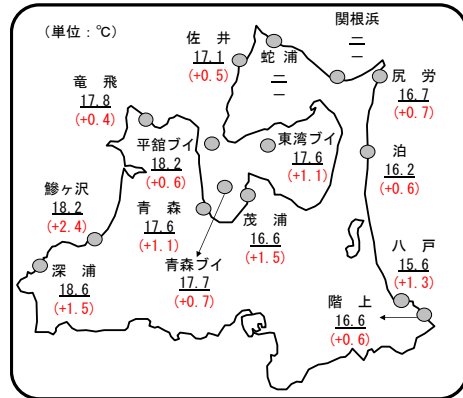 (単位：℃)
関根浜
ニ
ー
佐 井
17.1
(+0.5)
蛇 浦
ニ
ー
尻 労
16.7
(+0.7)
竜 飛
17.8
(+0.4)
平舘ブイ
18.2
(+0.6)
東湾ブイ
17.6
(+1.1)
泊
16.2
(+0.6)
鰺ヶ沢
18.2
(+2.4)
青 森
17.6
(+1.1)
茂 浦
16.6
(+1.5)
八 戸
15.6
(+1.3)
深 浦
18.6
(+1.5)
青森ブイ
17.7
(+0.7)
階 上
16.6
(+0.6)